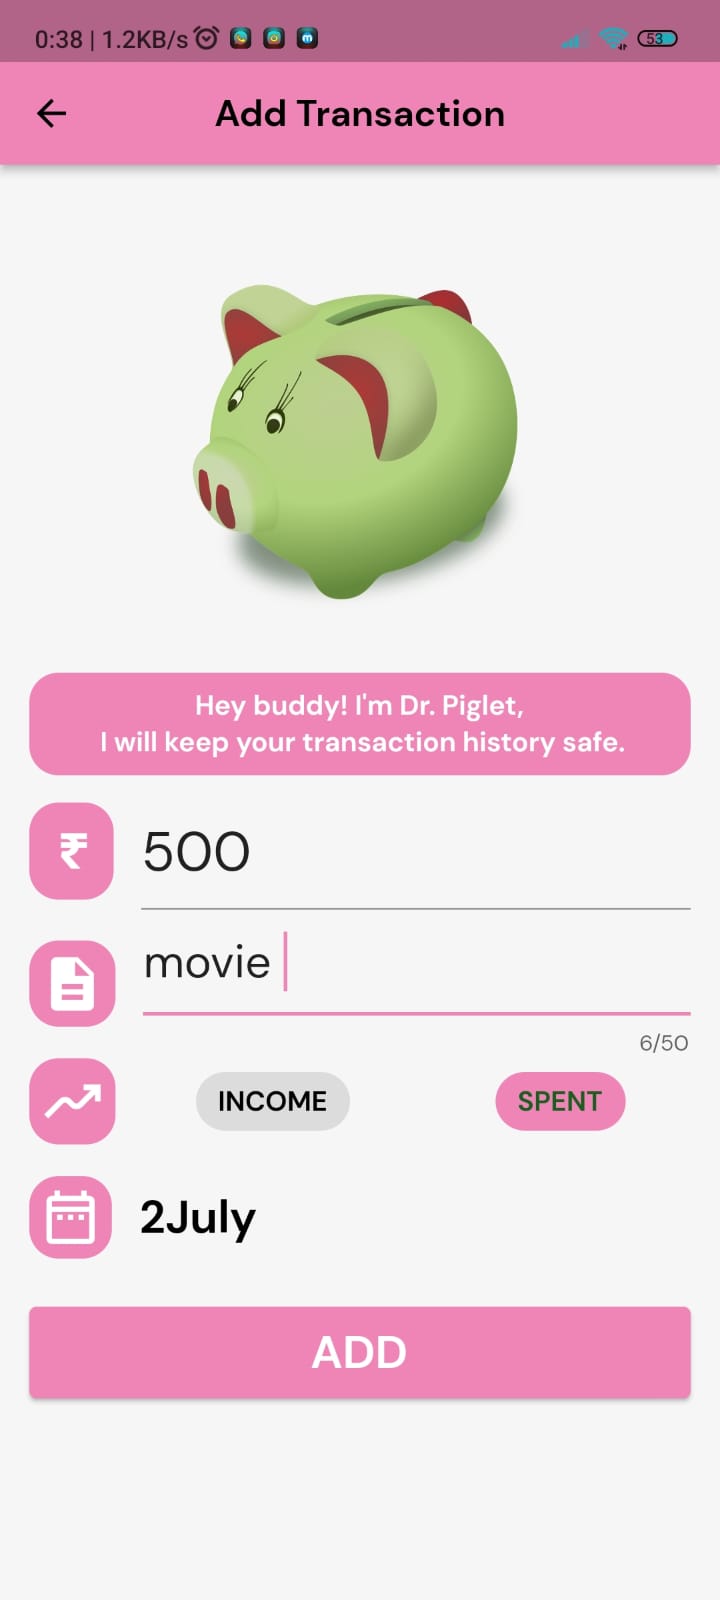 0:38 | 1.2KB/s
53
Add Transaction
Hey buddy! I'm Dr. Piglet,
I will keep your transaction history safe.
₹ 500
movie
6/50
INCOME SPENT
2July
ADD